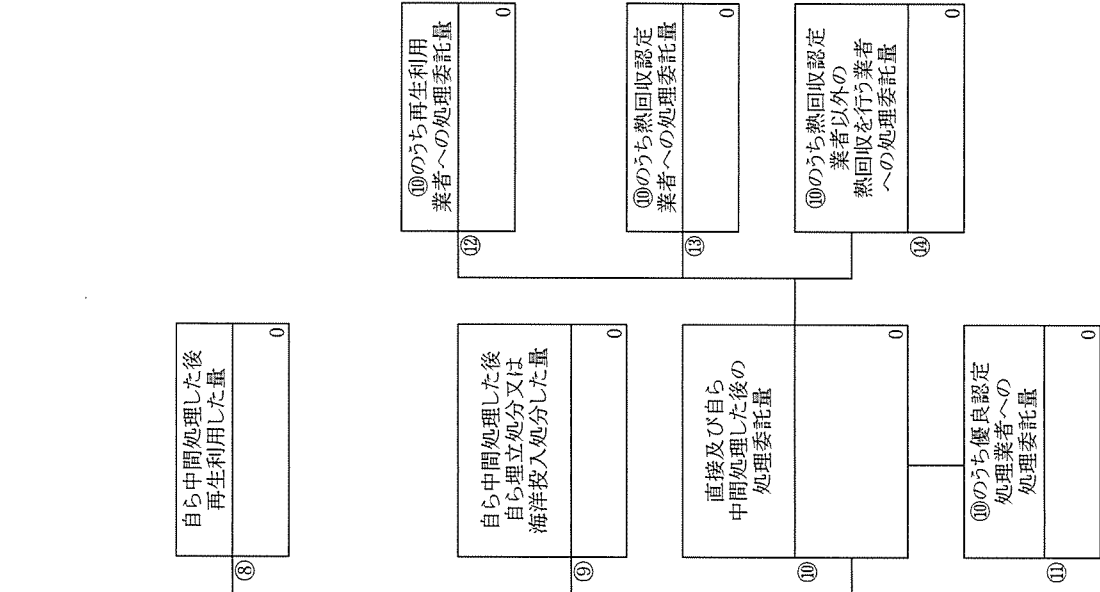 ⑧
自ら中間処理した後
再生利用した量
0
⑨
自ら中間処理した後
自ら埋立処分又は
海洋投入処分した量
0
⑩
直接及び自ら
中間処理した後の
処理委託量
0
⑪
⑩のうち優良認定
処理業者への
処理委託量
0
⑫
⑩のうち再生利用
業者への処理委託量
0
⑬
⑩のうち熱回収認定
業者への処理委託量
0
⑭
⑩のうち熱回収認定
業者以外の
熱回収を行う業者
への処理委託量
0